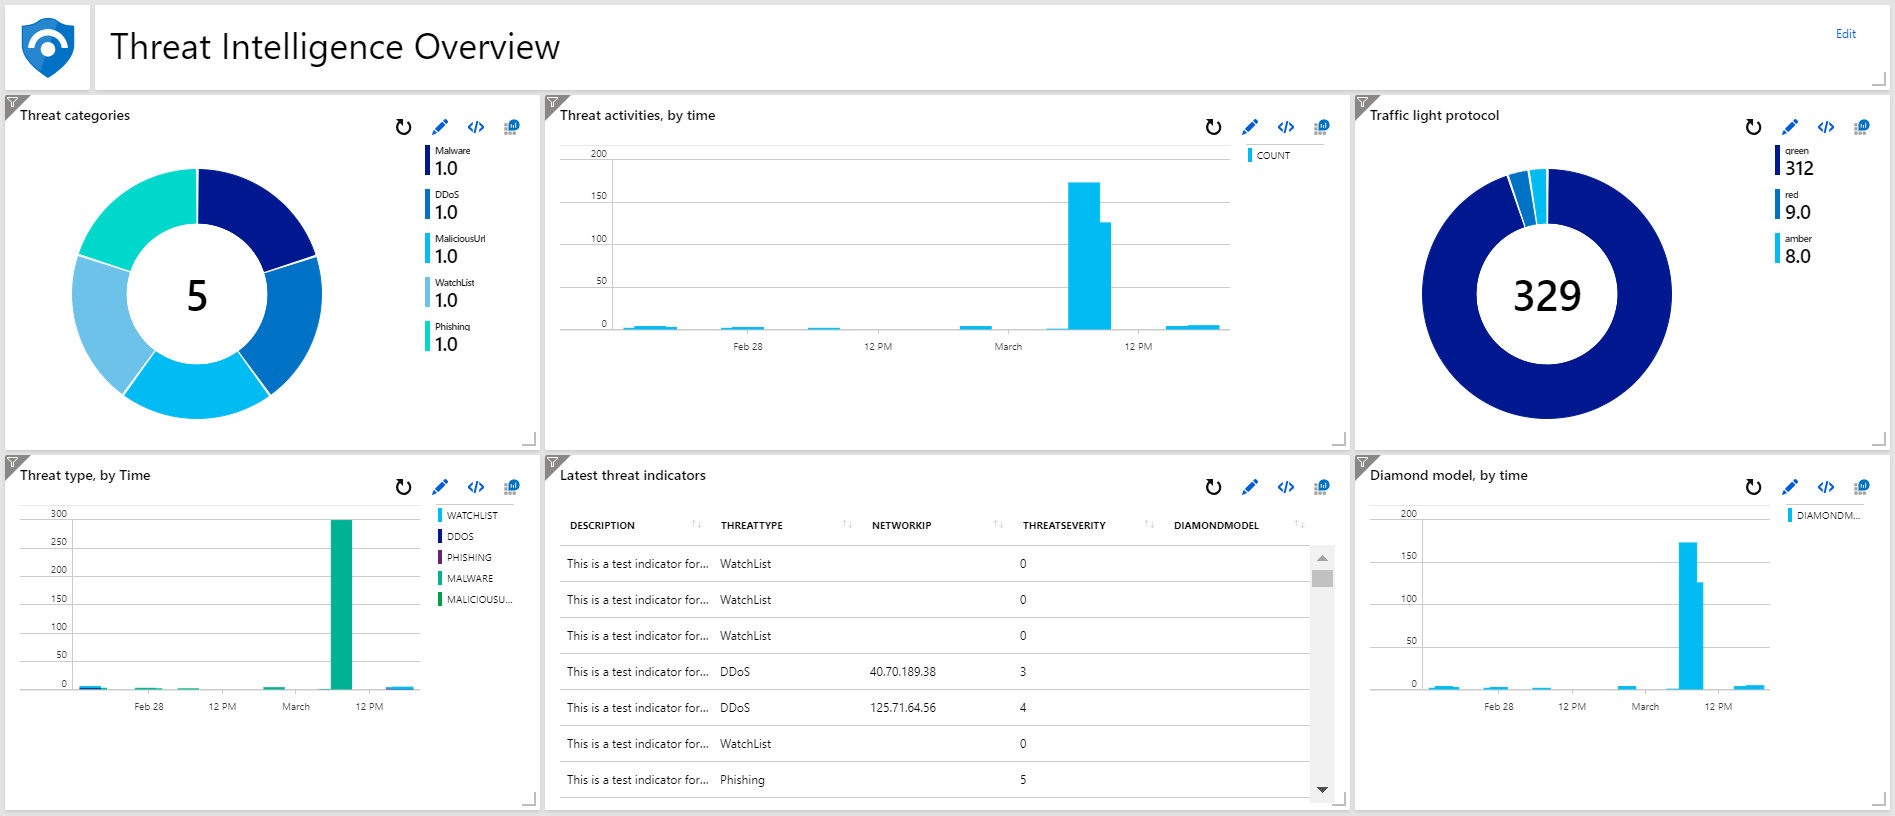 Threat Intelligence Overview
Edit
Threat categories
Malware
1.0
DDoS
1.0
MaliciousUrl
1.0
WatchList
1.0
Phishing
1.0
5
Threat activities, by time
200
150
100
50
0
Feb 28 12 PM March 12 PM
COUNT
Traffic light protocol
green
312
red
9.0
amber
8.0
329
Threat type, by Time
300
250
200
150
100
50
0
Feb 28 12 PM March 12 PM
WATCHLIST
DDOS
PHISHING
MALWARE
MALICIOUSU...
Latest threat indicators
DESCRIPTION THREATTYPE NETWORKIP THREATSEVERITY DIAMONDMODEL
This is a test indicator for... WatchList 0
This is a test indicator for... WatchList 0
This is a test indicator for... WatchList 0
This is a test indicator for... DDoS 40.70.189.38 3
This is a test indicator for... DDoS 125.71.64.56 4
This is a test indicator for... WatchList 0
This is a test indicator for... Phishing 5
Diamond model, by time
200
150
100
50
0
Feb 28 12 PM March 12 PM
DIAMONDM...